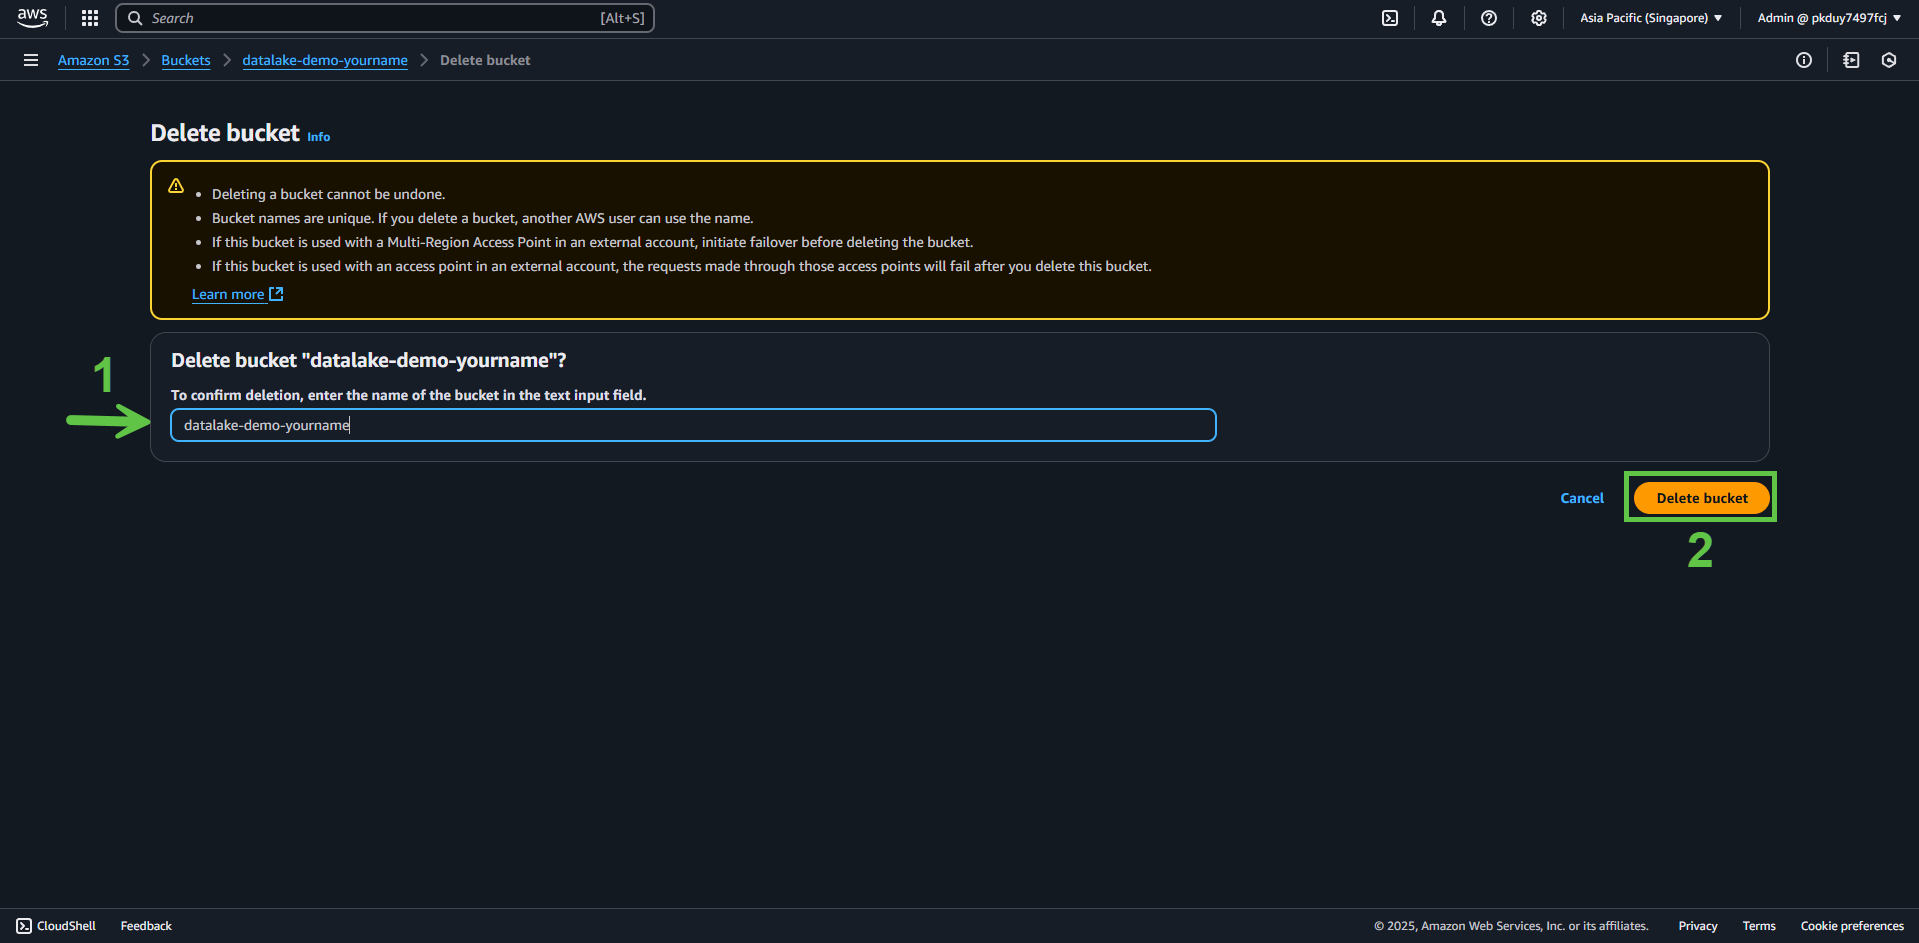 aws
Search [Alt+S]
Asia Pacific (Singapore)
Admin @ pkduy7497fcj
Amazon S3 Buckets datalake-demo-yourname Delete bucket
Delete bucket Info
Deleting a bucket cannot be undone.
Bucket names are unique. If you delete a bucket, another AWS user can use the name.
If this bucket is used with a Multi-Region Access Point in an external account, initiate failover before deleting the bucket.
If this bucket is used with an access point in an external account, the requests made through those access points will fail after you delete this bucket.
Learn more
1
Delete bucket "datalake-demo-yourname"?
To confirm deletion, enter the name of the bucket in the text input field.
datalake-demo-yourname
Cancel Delete bucket
2
CloudShell Feedback © 2025, Amazon Web Services, Inc. or its affiliates. Privacy Terms Cookie preferences